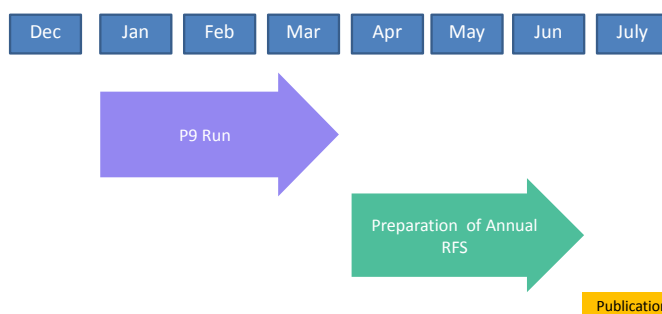 Dec Jan Feb Mar Apr May Jun July
P9 Run
Preparation of Annual
RFS
Publication